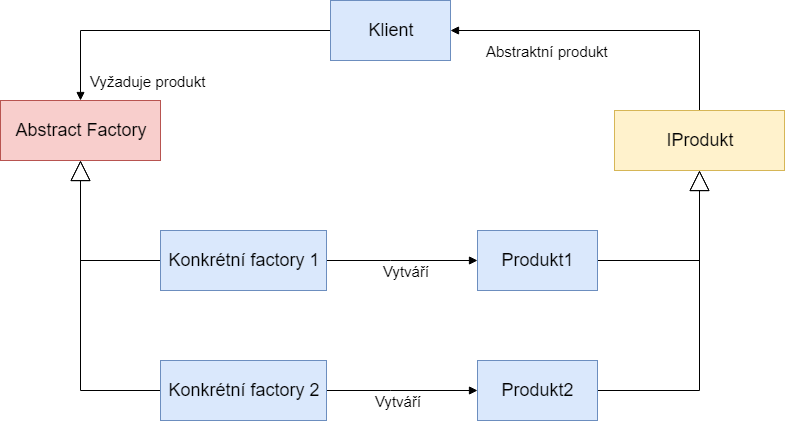 Klient
Abstraktní produkt
Vyžaduje produkt
Abstract Factory
IProdukt
Konkrétní factory 1
Vytváří
Produkt1
Konkrétní factory 2
Vytváří
Produkt2